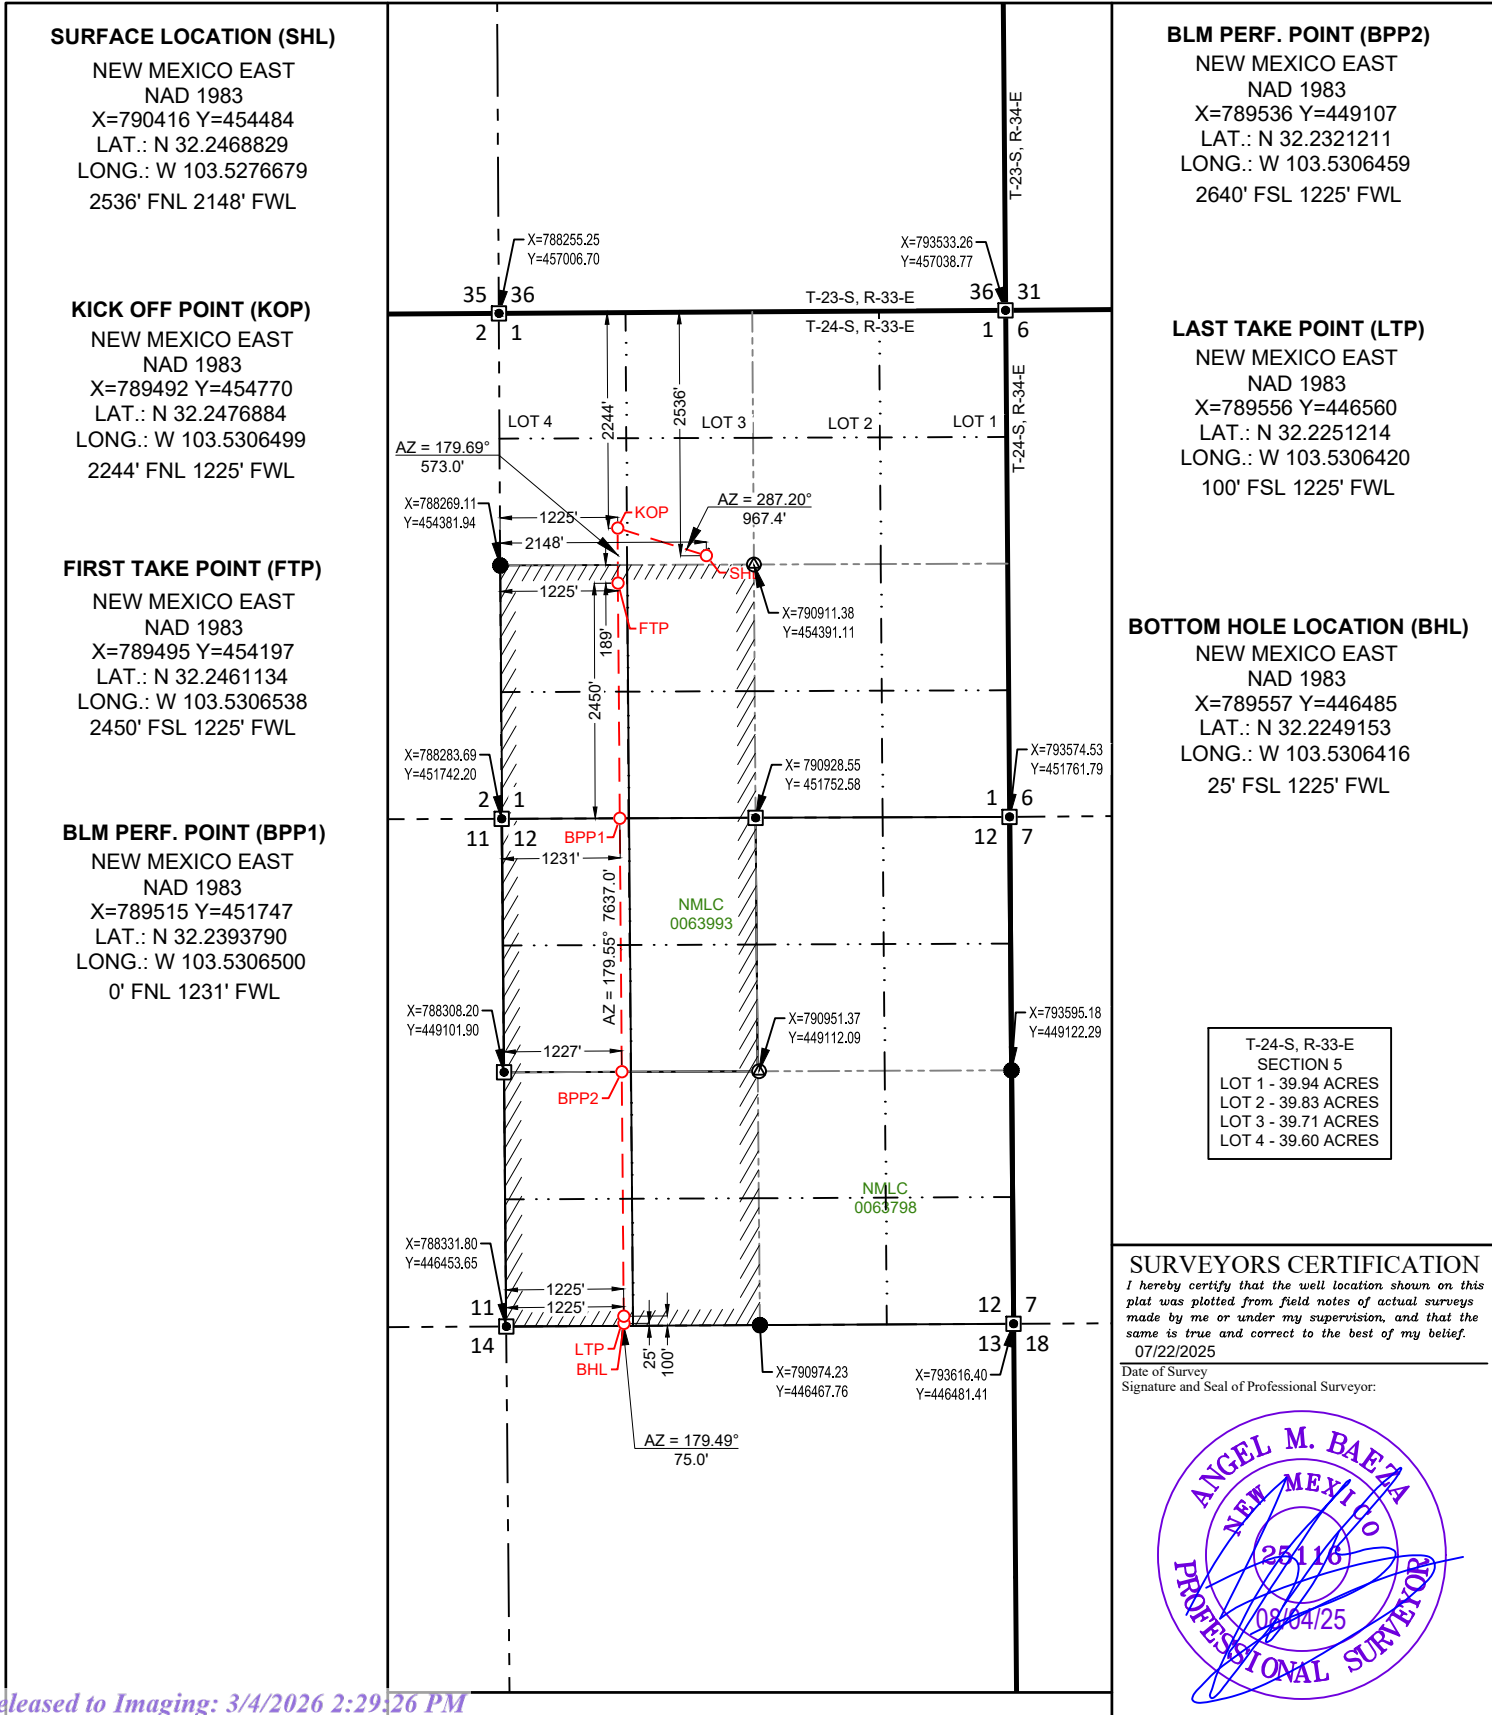 SURFACE LOCATION (SHL)
NEW MEXICO EAST
NAD 1983
X=790416 Y=454484
LAT.: N 32.2468829
LONG.: W 103.5276679
2536' FNL 2148' FWL
KICK OFF POINT (KOP)
NEW MEXICO EAST
NAD 1983
X=789492 Y=454770
LAT.: N 32.2476884
LONG.: W 103.5306499
2244' FNL 1225' FWL
FIRST TAKE POINT (FTP)
NEW MEXICO EAST
NAD 1983
X=789495 Y=454197
LAT.: N 32.2461134
LONG.: W 103.5306538
2450' FSL 1225' FWL
BLM PERF. POINT (BPP1)
NEW MEXICO EAST
NAD 1983
X=789515 Y=451747
LAT.: N 32.2393790
LONG.: W 103.5306500
0' FNL 1231' FWL
T-23-S, R-34-E
X=788255.25
Y=457006.70
X=793533.26
Y=457038.77
35 36
T-23-S, R-33-E
36 31
2 1
T-24-S, R-33-E
1 6
T-24-S, R-34-E
2244'
2536'
LOT 4
LOT 3
LOT 2
LOT 1
AZ = 179.69°
573.0'
AZ = 287.20°
967.4'
X=788269.11
Y=454381.94
1225'
KOP
2148'
SHL
1225'
FTP
189'
2450'
X=790911.38
Y=454391.11
X=788283.69
Y=451742.20
X= 790928.55
Y= 451752.58
X=793574.53
Y=451761.79
2 1
1 6
11 12
BPP1
12 7
1231'
AZ = 179.55° 7637.0'
NMLC
0063993
X=788308.20
Y=449101.90
X=790951.37
Y=449112.09
X=793595.18
Y=449122.29
1227'
BPP2
NMLC
0063798
X=788331.80
Y=446453.65
1225'
1225'
11
12 7
14
13 18
LTP
BHL
25'
100'
X=790974.23
Y=446467.76
X=793616.40
Y=446481.41
AZ = 179.49°
75.0'
BLM PERF. POINT (BPP2)
NEW MEXICO EAST
NAD 1983
X=789536 Y=449107
LAT.: N 32.2321211
LONG.: W 103.5306459
2640' FSL 1225' FWL
LAST TAKE POINT (LTP)
NEW MEXICO EAST
NAD 1983
X=789556 Y=446560
LAT.: N 32.2251214
LONG.: W 103.5306420
100' FSL 1225' FWL
BOTTOM HOLE LOCATION (BHL)
NEW MEXICO EAST
NAD 1983
X=789557 Y=446485
LAT.: N 32.2249153
LONG.: W 103.5306416
25' FSL 1225' FWL
T-24-S, R-33-E
SECTION 5
LOT 1 - 39.94 ACRES
LOT 2 - 39.83 ACRES
LOT 3 - 39.71 ACRES
LOT 4 - 39.60 ACRES
SURVEYORS CERTIFICATION
I hereby certify that the well location shown on this
plat was plotted from field notes of actual surveys
made by me or under my supervision, and that the
same is true and correct to the best of my belief.
07/22/2025
Date of Survey
Signature and Seal of Professional Surveyor:
ANGEL M. BAEZA
NEW MEXICO
25116
08/04/25
PROFESSIONAL SURVEYOR
eleased to Imaging: 3/4/2026 2:29:26 PM